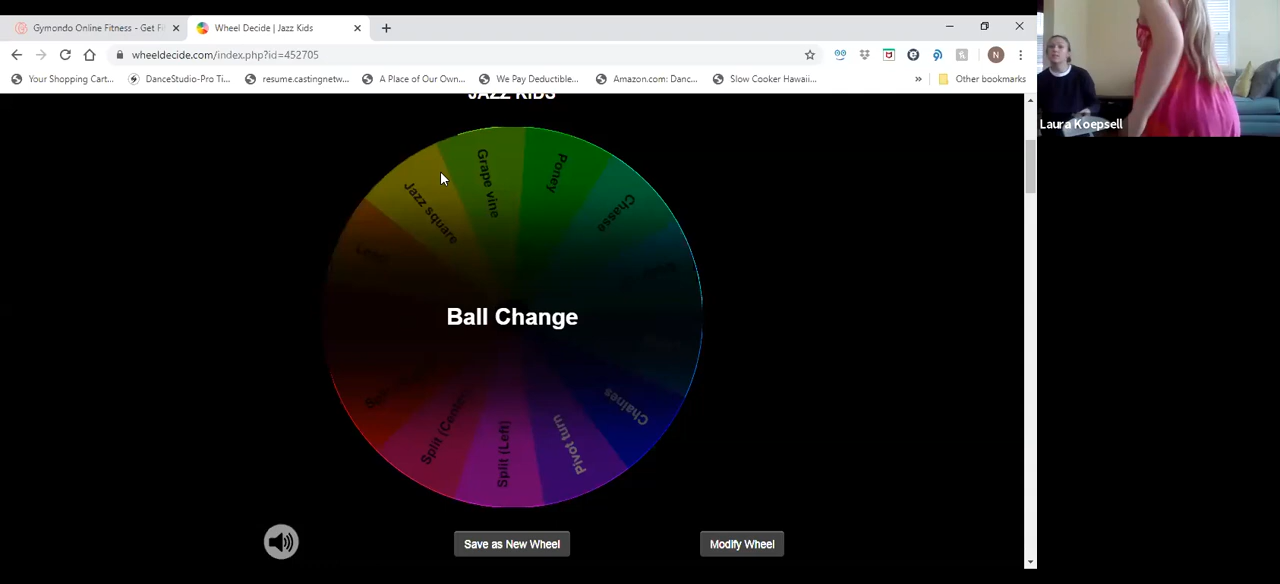 Gymondo Online Fitness - Get Fi
Wheel Decide | Jazz Kids
wheeldecide.com/index.php?id=452705
N
Your Shopping Cart...
DanceStudio-Pro Ti...
resume.castingnetw...
A Place of Our Own...
We Pay Deductible...
Amazon.com: Danc...
Slow Cooker Hawaii...
»
Other bookmarks
Laura Koepsell
JAZZ KIDS
Grape vine
Poney
Jazz square
Chasse
Ball Change
Chaînes
Pivot turn
Split (Left)
Split (Center)
Save as New Wheel
Modify Wheel